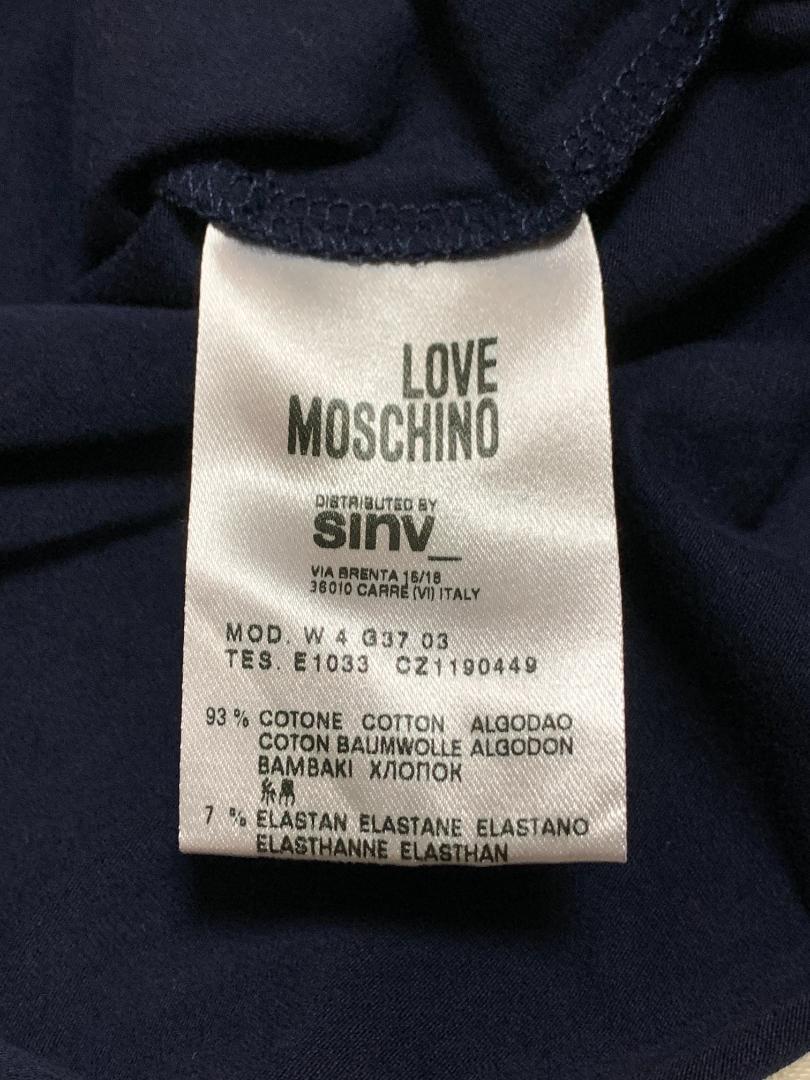 LOVE
MOSCHINO
DISTRIBUTED BY
sinv_
VIA BRENTA 16/18
36010 CARRÈ (VI) ITALY
MOD. W 4 G37 03
TES. E1033 CZ1190449
93 % COTONE COTTON ALGODAO
COTON BAUMWOLLE ALGODON
BAMBAKI ХЛОПОК
7 % ELASTAN ELASTANE ELASTANO
ELASTHANNE ELASTHAN